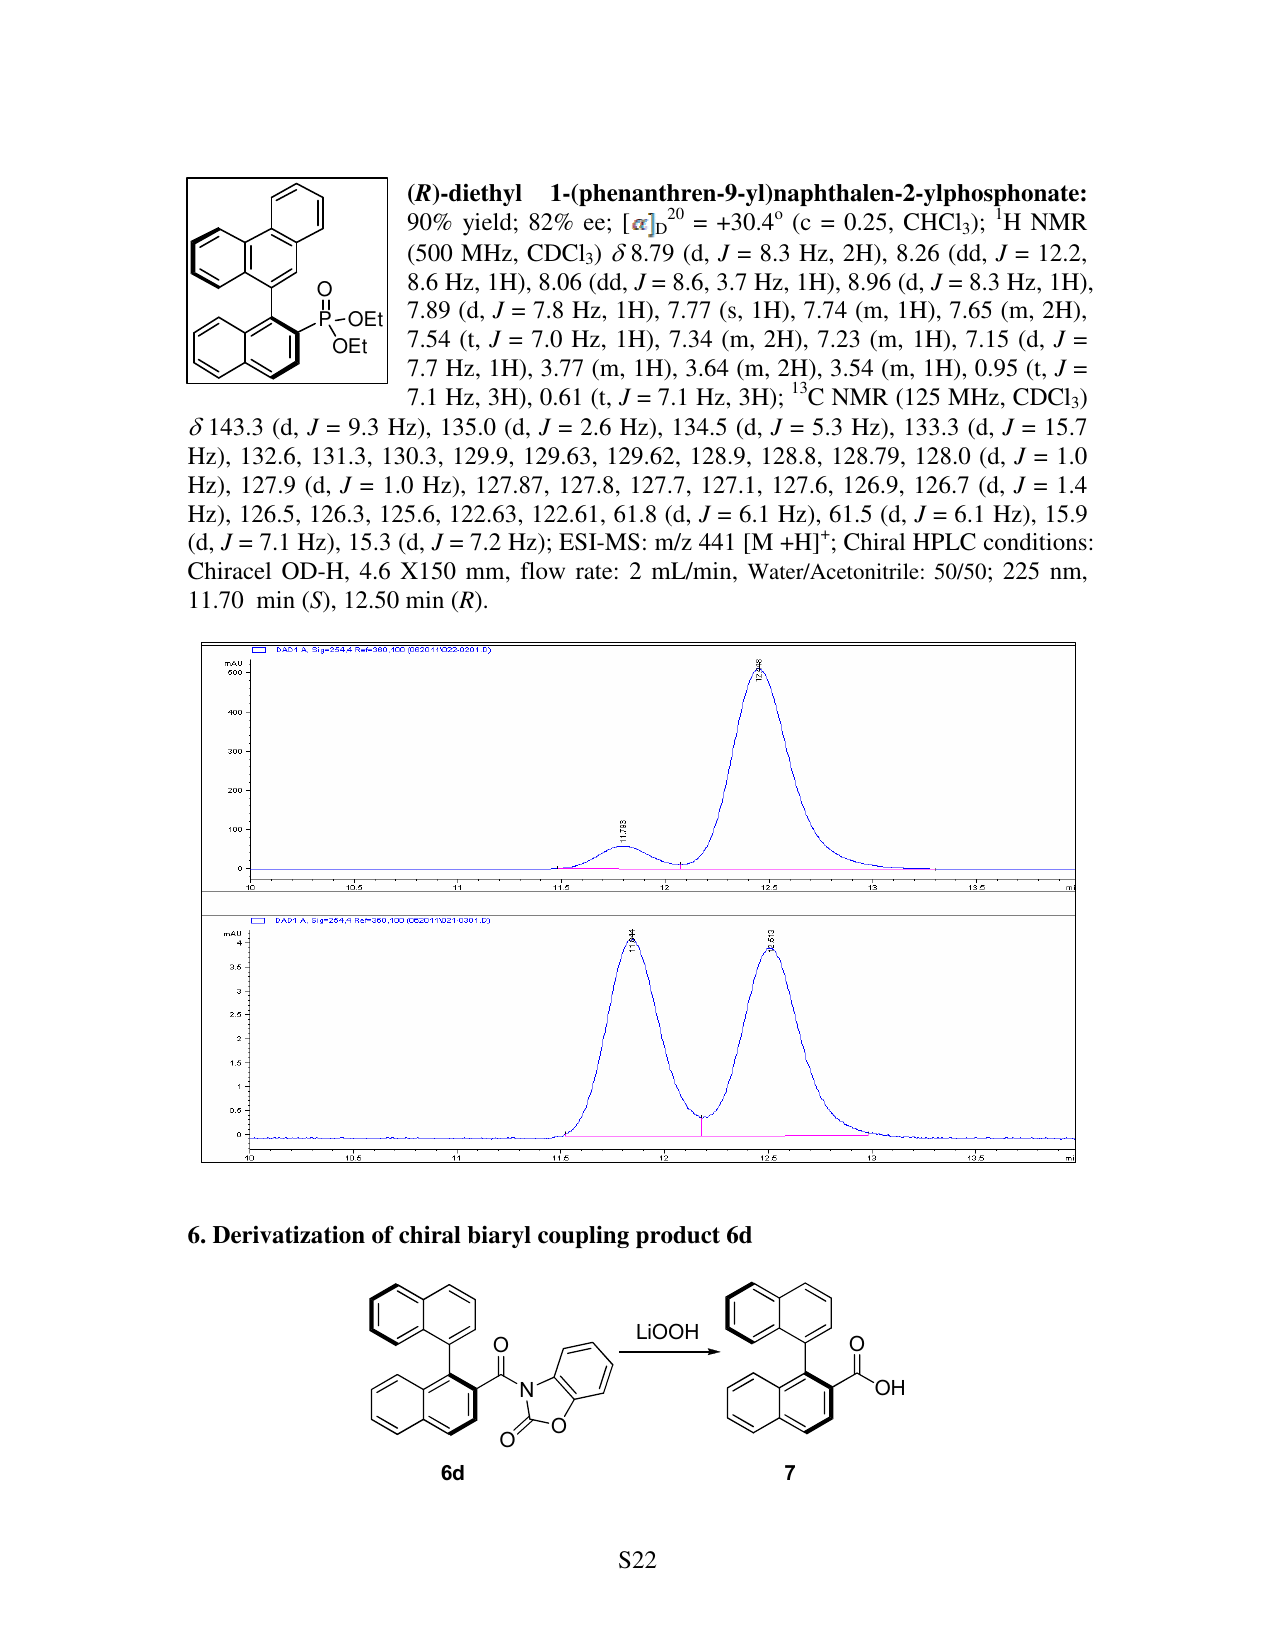 (R)-diethyl 1-(phenanthren-9-yl)naphthalen-2-ylphosphonate:
90% yield; 82% ee; [α]D20 = +30.4o (c = 0.25, CHCl3); 1H NMR
(500 MHz, CDCl3) δ 8.79 (d, J = 8.3 Hz, 2H), 8.26 (dd, J = 12.2,
8.6 Hz, 1H), 8.06 (dd, J = 8.6, 3.7 Hz, 1H), 8.96 (d, J = 8.3 Hz, 1H),
7.89 (d, J = 7.8 Hz, 1H), 7.77 (s, 1H), 7.74 (m, 1H), 7.65 (m, 2H),
7.54 (t, J = 7.0 Hz, 1H), 7.34 (m, 2H), 7.23 (m, 1H), 7.15 (d, J =
7.7 Hz, 1H), 3.77 (m, 1H), 3.64 (m, 2H), 3.54 (m, 1H), 0.95 (t, J =
7.1 Hz, 3H), 0.61 (t, J = 7.1 Hz, 3H); 13C NMR (125 MHz, CDCl3)
O
P OEt
OEt
δ 143.3 (d, J = 9.3 Hz), 135.0 (d, J = 2.6 Hz), 134.5 (d, J = 5.3 Hz), 133.3 (d, J = 15.7
Hz), 132.6, 131.3, 130.3, 129.9, 129.63, 129.62, 128.9, 128.8, 128.79, 128.0 (d, J = 1.0
Hz), 127.9 (d, J = 1.0 Hz), 127.87, 127.8, 127.7, 127.1, 127.6, 126.9, 126.7 (d, J = 1.4
Hz), 126.5, 126.3, 125.6, 122.63, 122.61, 61.8 (d, J = 6.1 Hz), 61.5 (d, J = 6.1 Hz), 15.9
(d, J = 7.1 Hz), 15.3 (d, J = 7.2 Hz); ESI-MS: m/z 441 [M +H]+; Chiral HPLC conditions:
Chiracel OD-H, 4.6 X150 mm, flow rate: 2 mL/min, Water/Acetonitrile: 50/50; 225 nm,
11.70 min (S), 12.50 min (R).
DAD1 A, Sig=254,4 Ref=360,100 (062011\022-0201.D)
mAU
500
400
300
200
100
0
11.793
10 10.5 11 11.5 12 12.5 13 13.5 mi
DAD1 A, Sig=254,4 Ref=360,100 (062011\021-0301.D)
mAU
4
3.5
3
2.5
2
1.5
1
0.5
0
12.513
10 10.5 11 11.5 12 12.5 13 13.5 mi
6. Derivatization of chiral biaryl coupling product 6d
O
N
O
O
LiOOH
O
OH
6d 7
S22